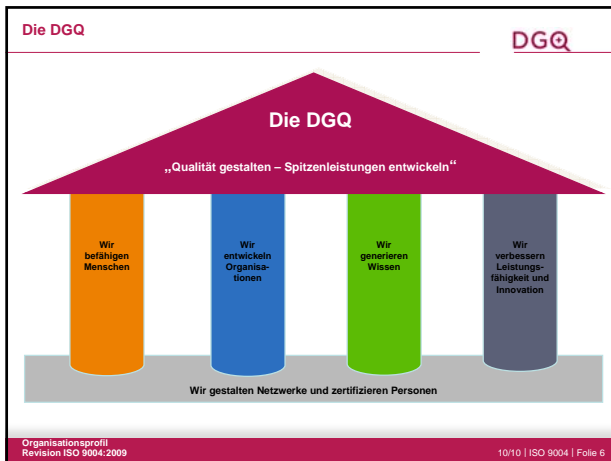 Die DGQ
DGQ
Die DGQ
„Qualität gestalten – Spitzenleistungen entwickeln“
Wir
befähigen
Menschen
Wir
entwickeln
Organisa-
tionen
Wir
generieren
Wissen
Wir
verbessern
Leistungs-
fähigkeit und
Innovation
Wir gestalten Netzwerke und zertifizieren Personen
Organisationsprofil
Revision ISO 9004:2009
10/10 | ISO 9004 | Folie 6